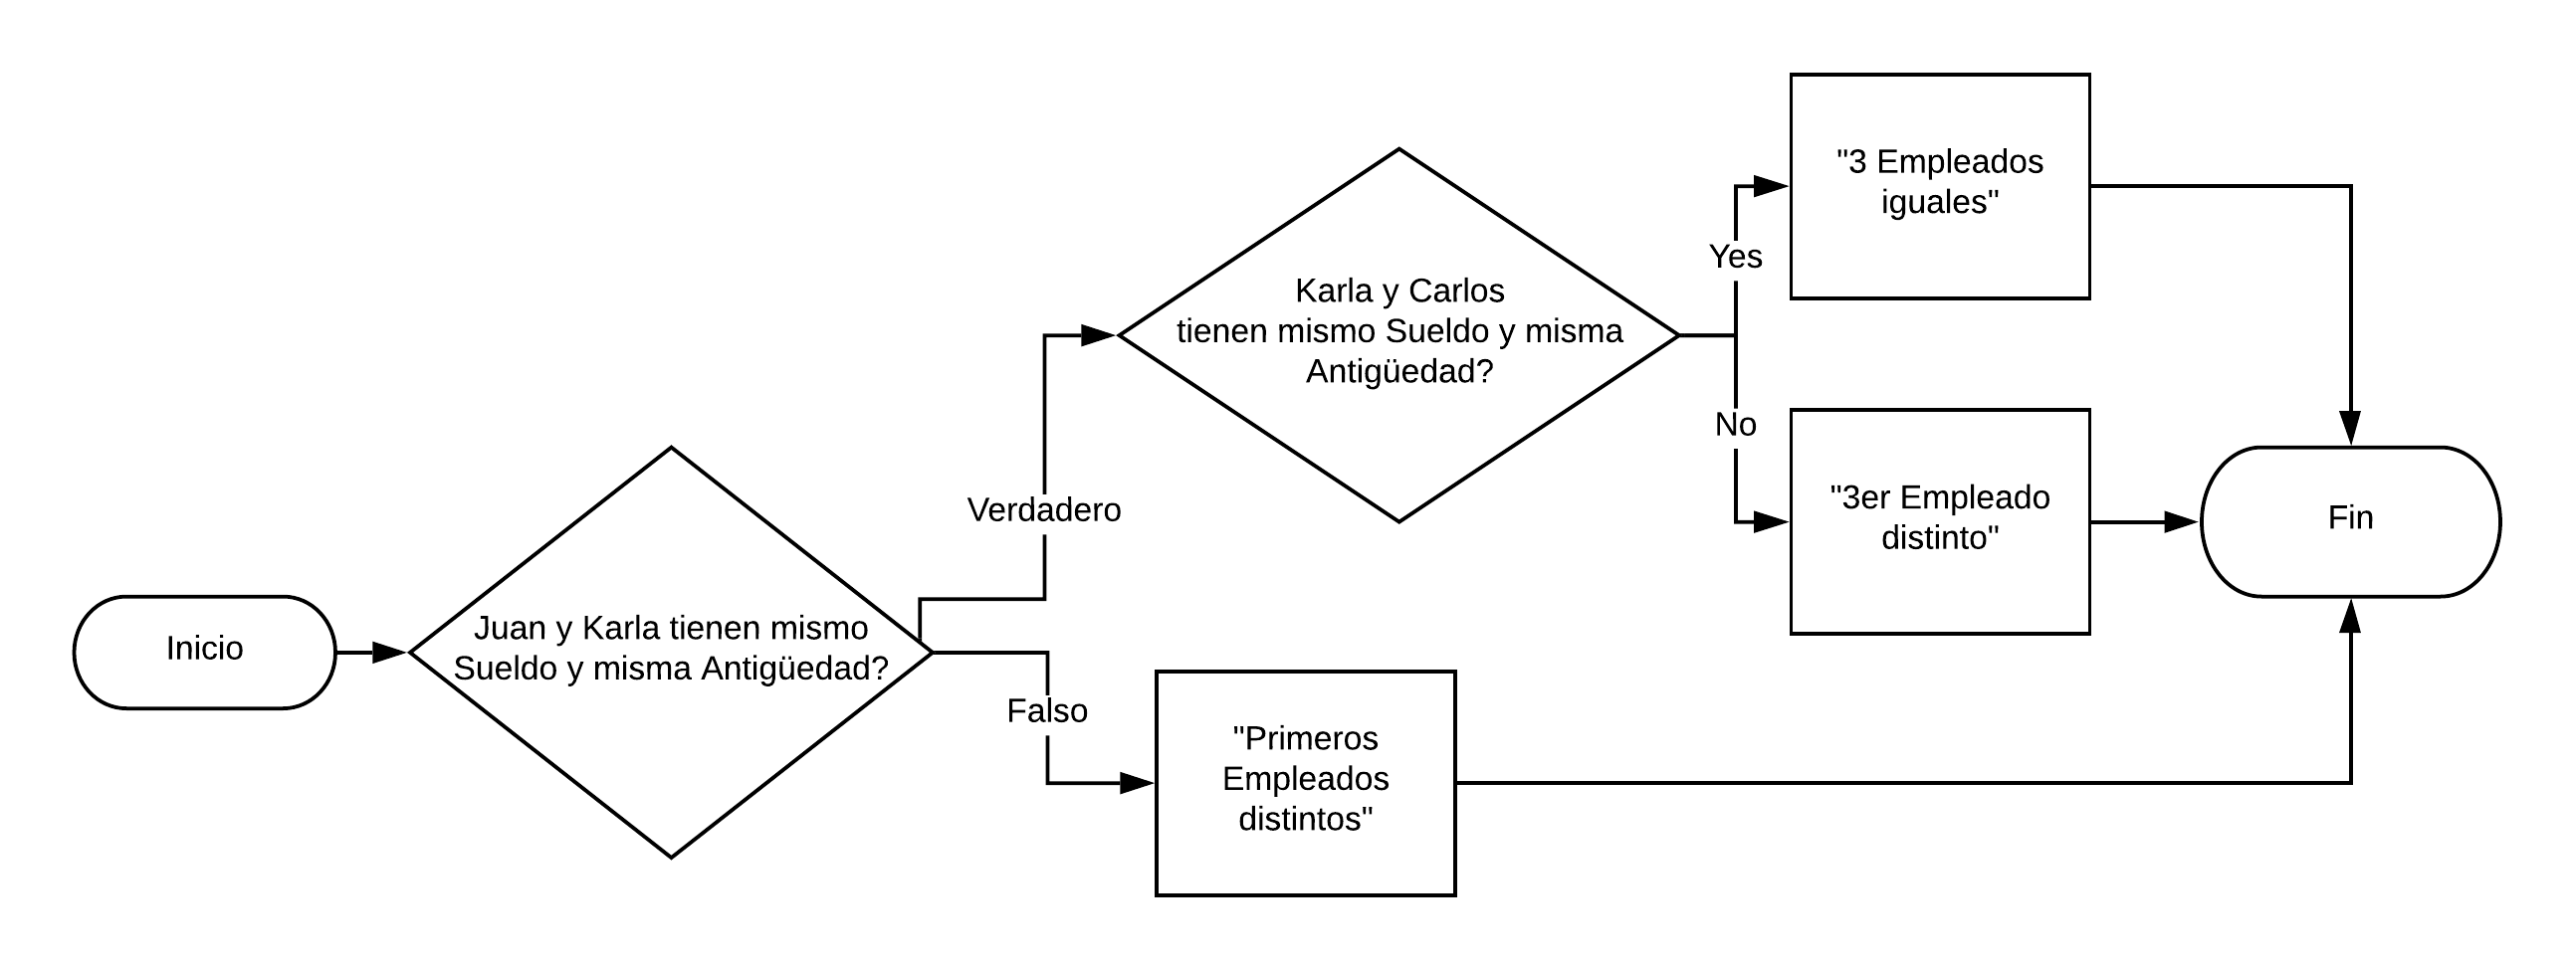 Inicio
Juan y Karla tienen mismo
Sueldo y misma Antigüedad?
Verdadero
Falso
Karla y Carlos
tienen mismo Sueldo y misma
Antigüedad?
Yes
No
"3 Empleados
iguales"
"3er Empleado
distinto"
"Primeros
Empleados
distintos"
Fin